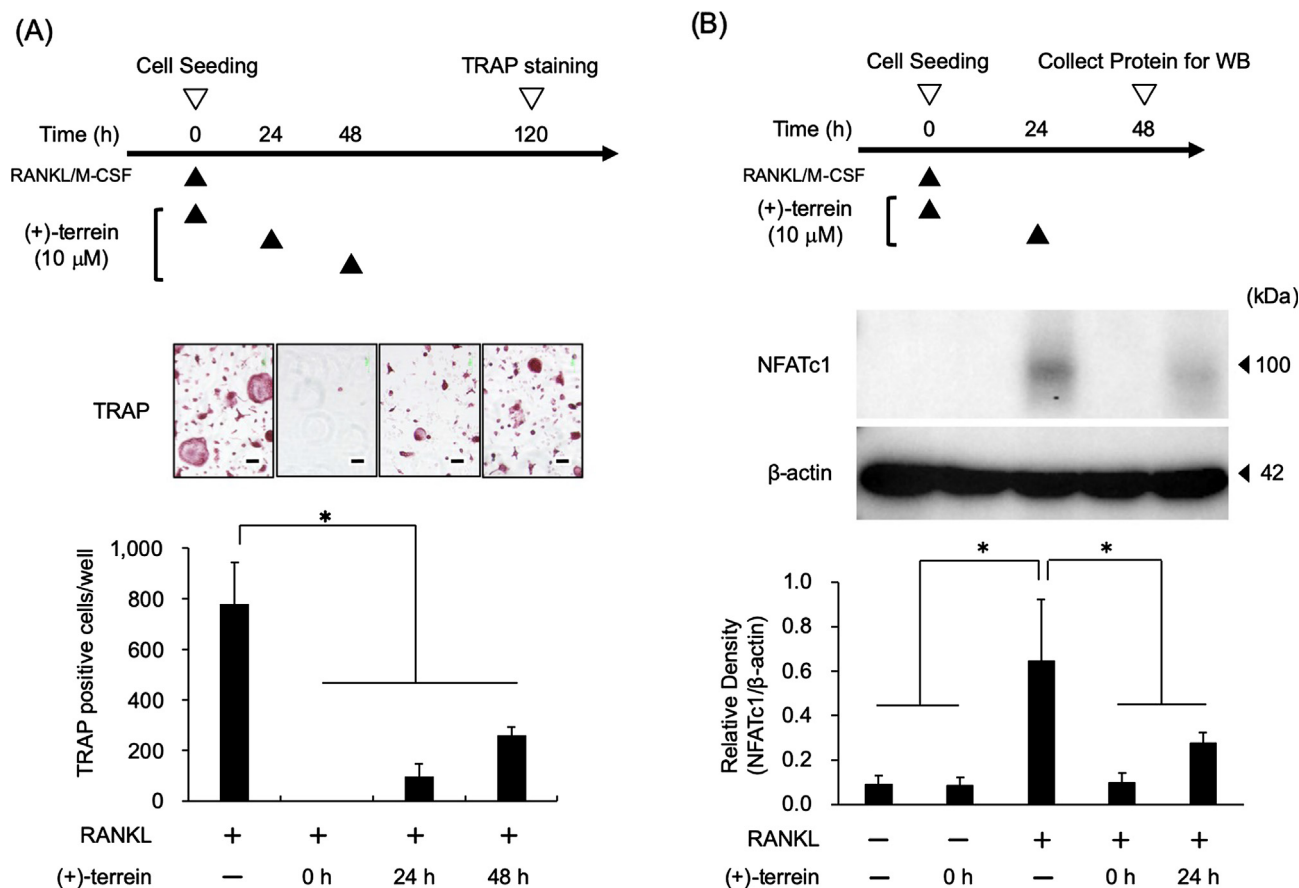 (A)
Cell Seeding TRAP staining
Time (h) 0 24 48 120
RANKL/M-CSF
(+)-terrein
(10 μM)
TRAP
*
1,000
800
600
400
200
0
TRAP positive cells/well
RANKL + + + +
(+)-terrein – 0 h 24 h 48 h
(B)
Cell Seeding Collect Protein for WB
Time (h) 0 24 48
RANKL/M-CSF
(+)-terrein
(10 μM)
(kDa)
NFATc1 100
β-actin 42
* *
1.0
0.8
0.6
0.4
0.2
0.0
Relative Density
(NFATc1/β-actin)
RANKL – – + + +
(+)-terrein – 0 h – 0 h 24 h